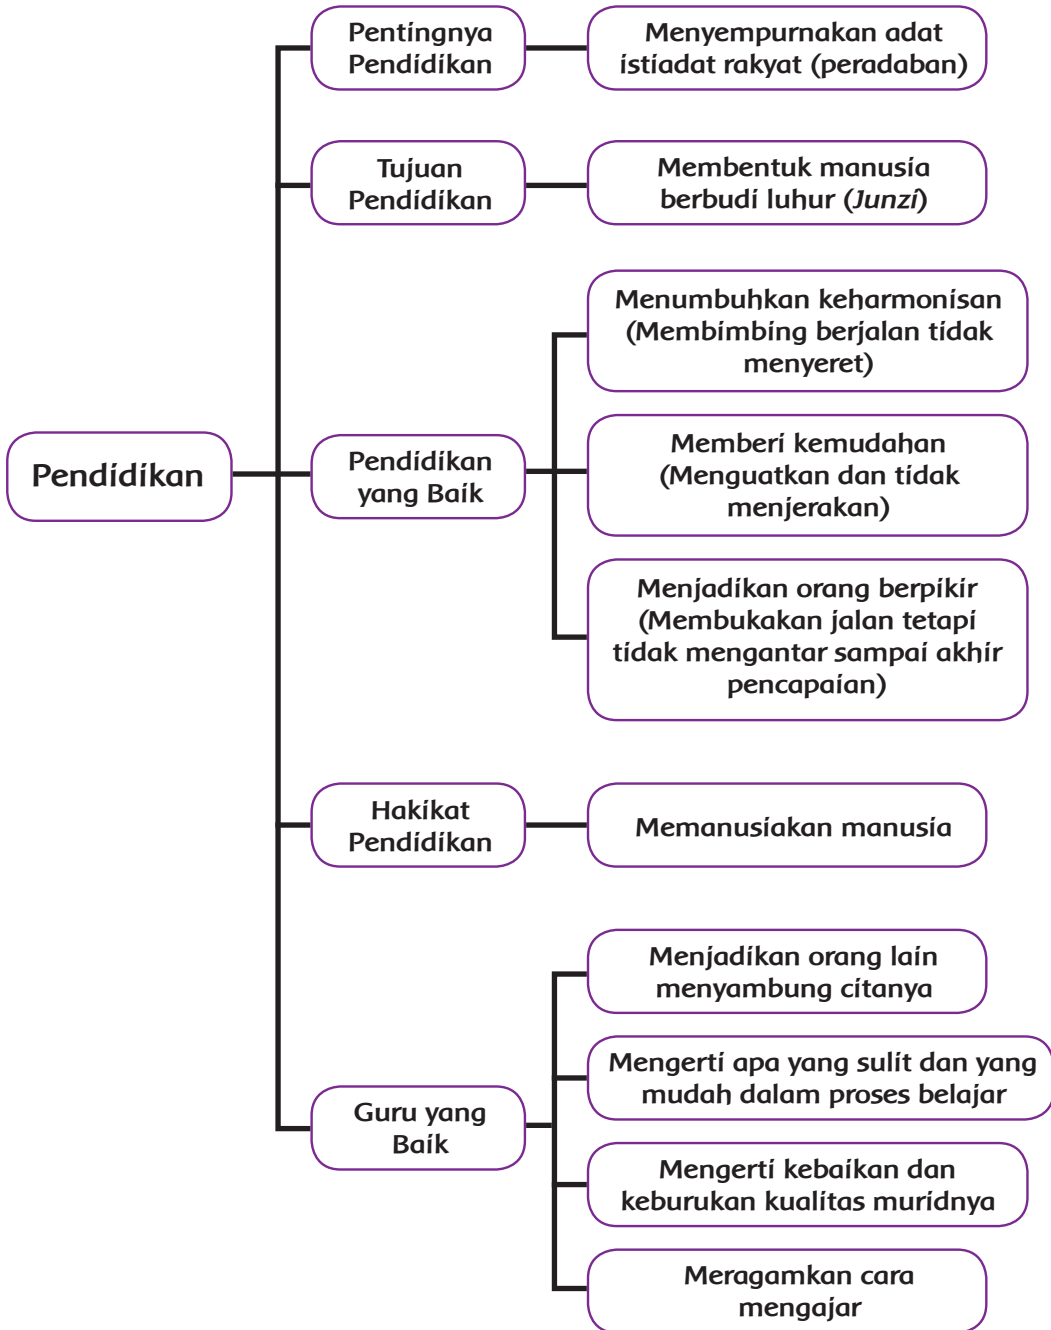 Pendidikan
Pentingnya
Pendidikan
Menyempurnakan adat
istiadat rakyat (peradaban)
Tujuan
Pendidikan
Membentuk manusia
berbudi luhur (Junzi)
Pendidikan
yang Baik
Menumbuhkan keharmonisan
(Membimbing berjalan tidak
menyeret)
Memberi kemudahan
(Menguatkan dan tidak
menjerakan)
Menjadikan orang berpikir
(Membukakan jalan tetapi
tidak mengantar sampai akhir
pencapaian)
Hakikat
Pendidikan
Memanusiakan manusia
Guru yang
Baik
Menjadikan orang lain
menyambung citanya
Mengerti apa yang sulit dan yang
mudah dalam proses belajar
Mengerti kebaikan dan
keburukan kualitas muridnya
Meragamkan cara
mengajar